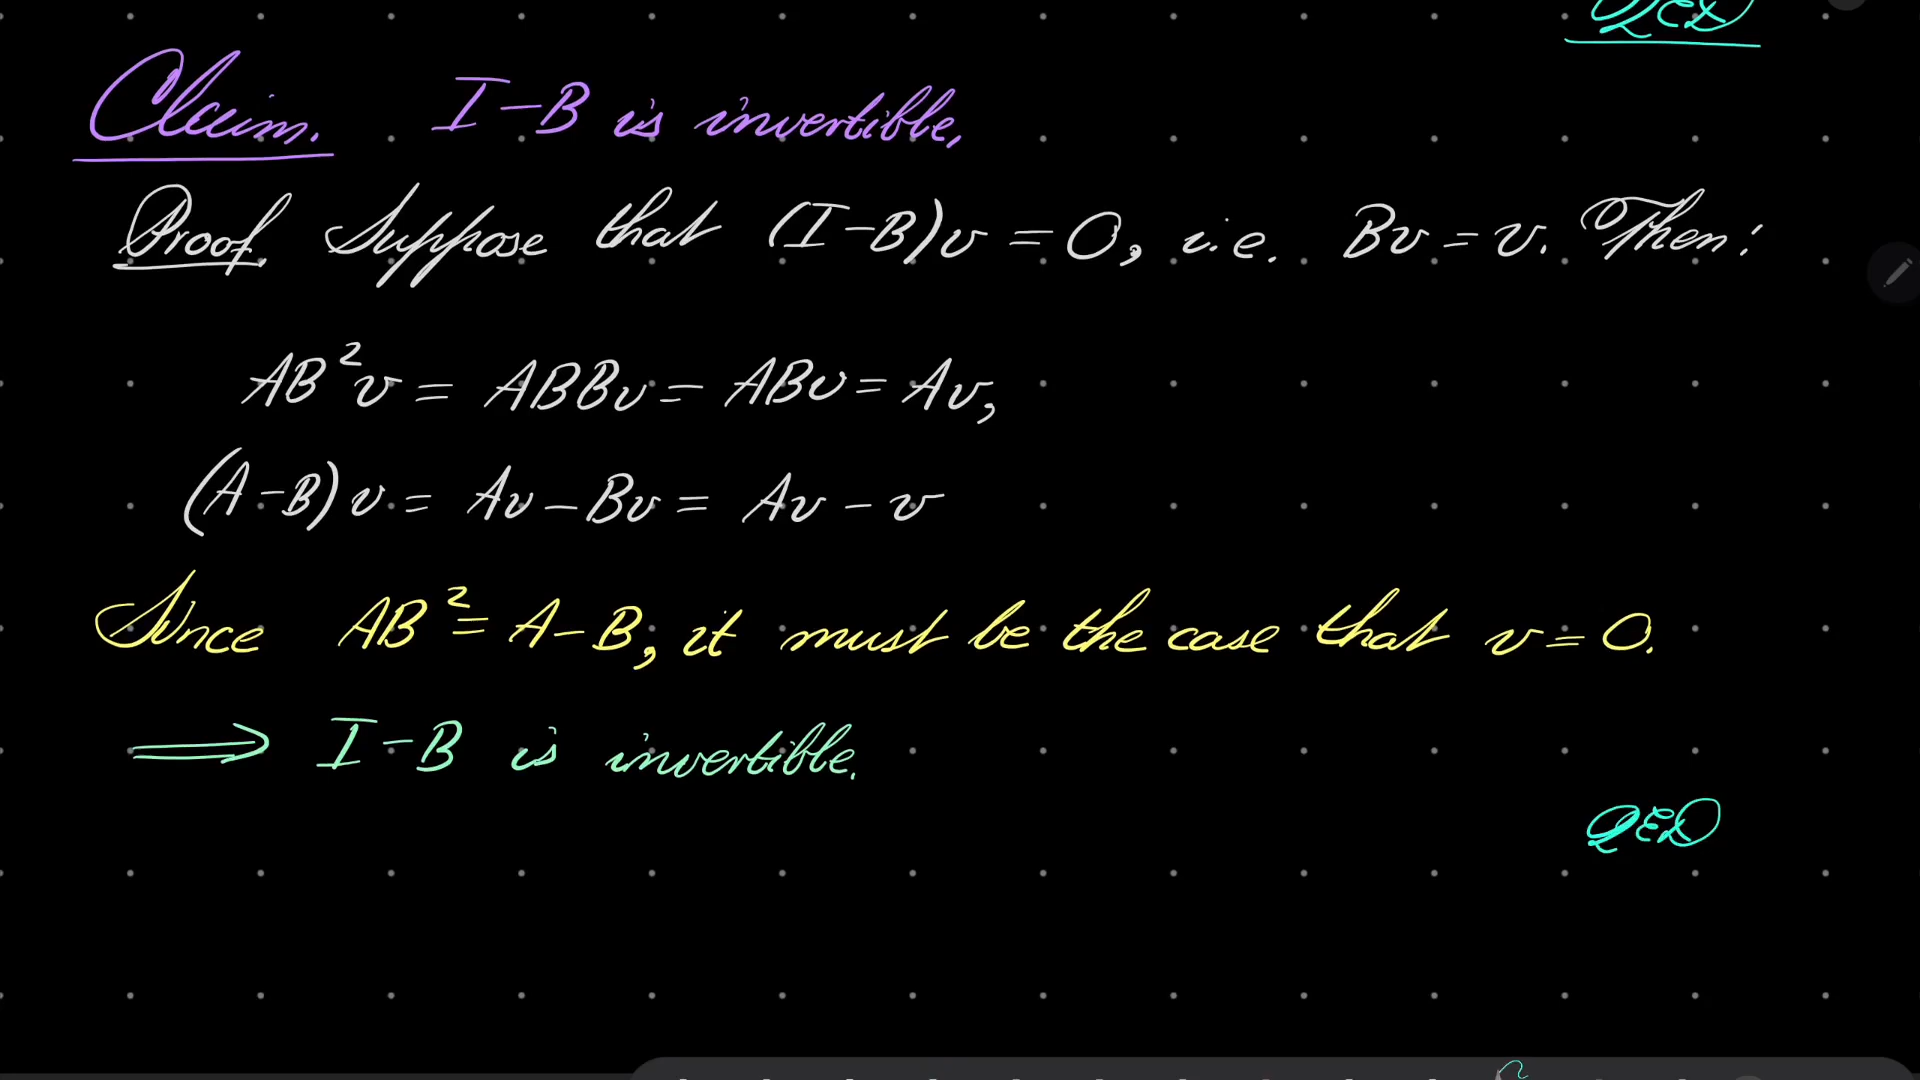 QED
Claim. I-B is invertible,
Proof Suppose that (I-B)v = 0, i.e. Bv = v. Then:
AB²v = ABBv = ABv = Av,
(A-B)v = Av - Bv = Av - v
Since AB² = A-B, it must be the case that v = 0.
⟹ I-B is invertible.
QED